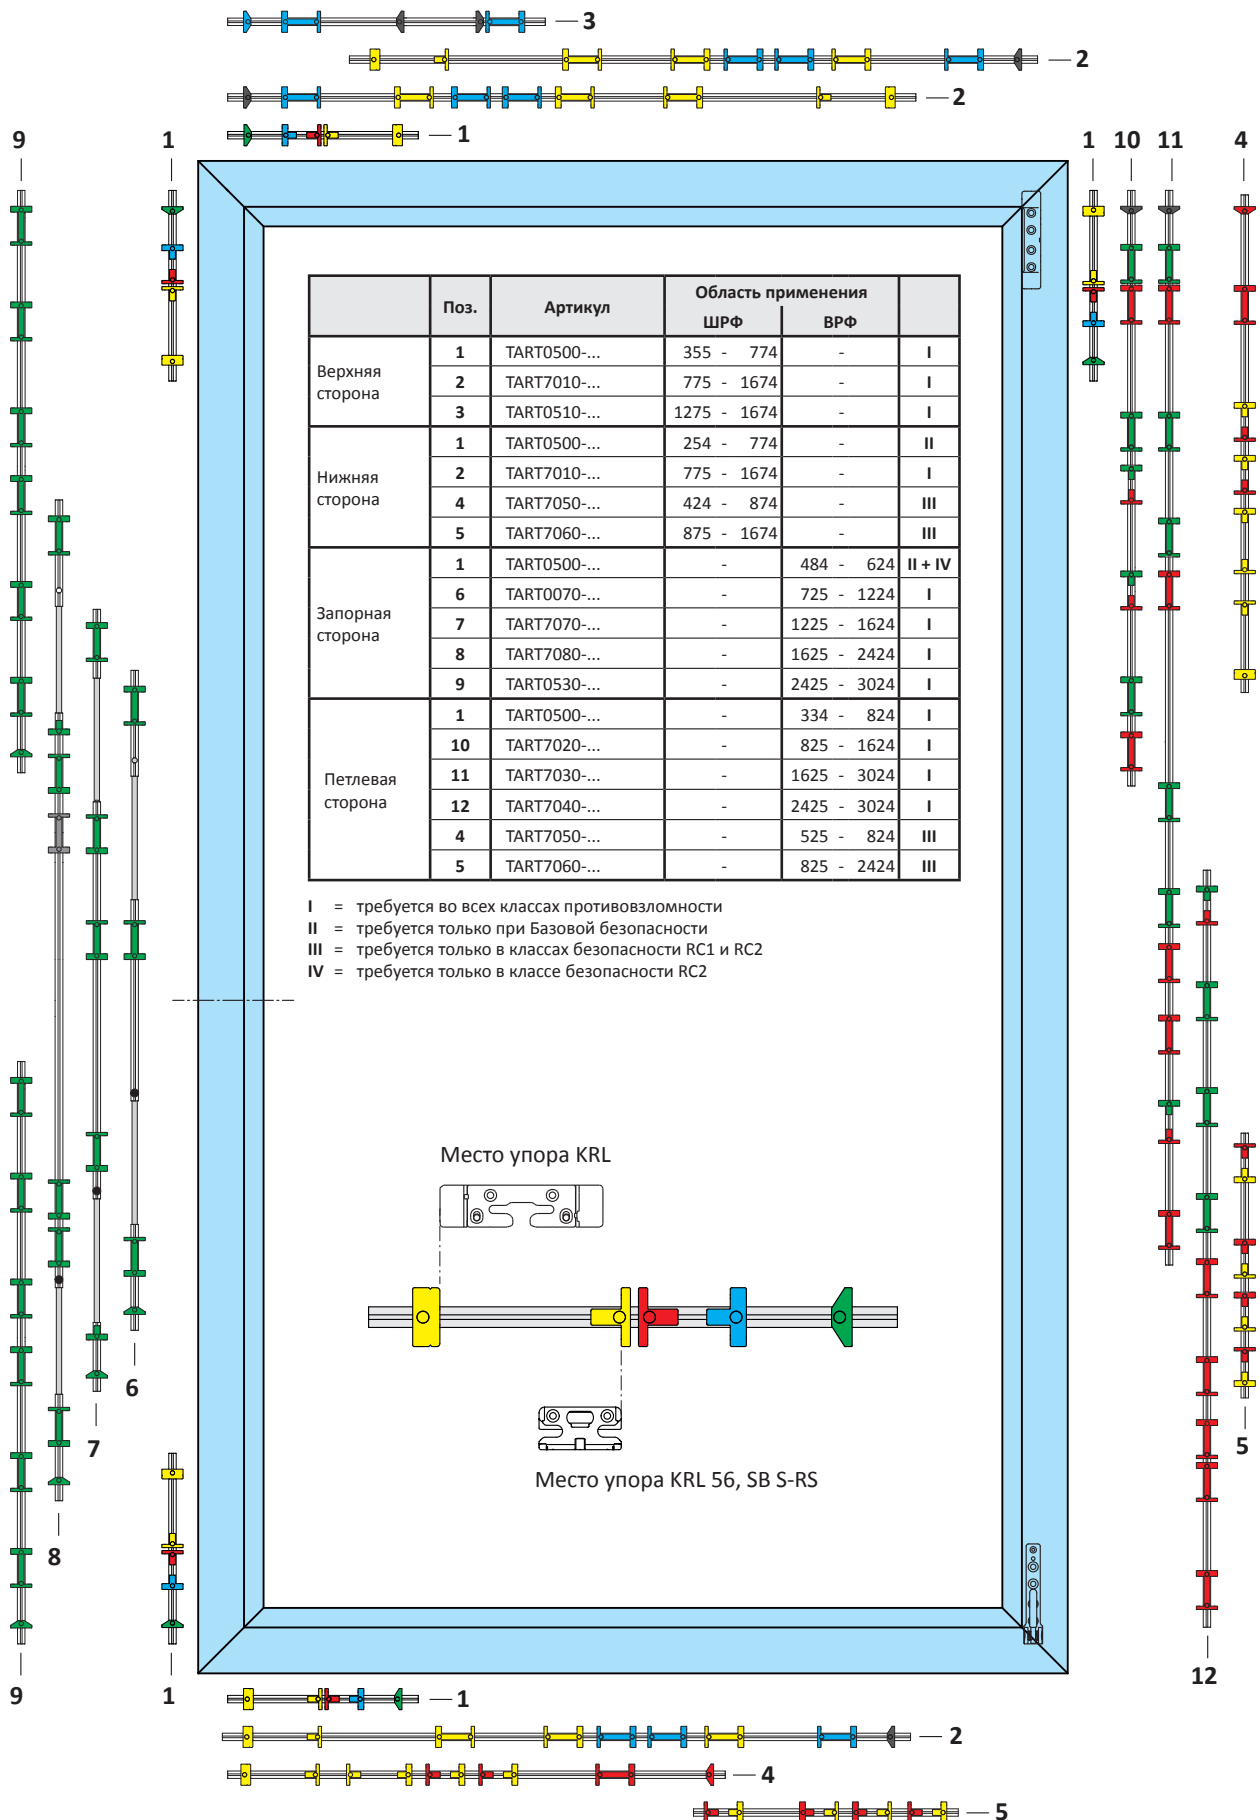 3
2
2
1
9
1
1
10
11
4
Поз. Артикул Область применения
ШРФ ВРФ
Верхняя сторона
1 TART0500-... 355 - 774 - I
2 TART7010-... 775 - 1674 - I
3 TART0510-... 1275 - 1674 - I
Нижняя сторона
1 TART0500-... 254 - 774 - II
2 TART7010-... 775 - 1674 - I
4 TART7050-... 424 - 874 - III
5 TART7060-... 875 - 1674 - III
Запорная сторона
1 TART0500-... - 484 - 624 II + IV
6 TART0070-... - 725 - 1224 I
7 TART7070-... - 1225 - 1624 I
8 TART7080-... - 1625 - 2424 I
9 TART0530-... - 2425 - 3024 I
Петлевая сторона
1 TART0500-... - 334 - 824 I
10 TART7020-... - 825 - 1624 I
11 TART7030-... - 1625 - 3024 I
12 TART7040-... - 2425 - 3024 I
4 TART7050-... - 525 - 824 III
5 TART7060-... - 825 - 2424 III
I = требуется во всех классах противовзломности
II = требуется только при Базовой безопасности
III = требуется только в классах безопасности RC1 и RC2
IV = требуется только в классе безопасности RC2
Место упора KRL
Место упора KRL 56, SB S-RS
6
7
5
8
12
9
1
1
2
4
5